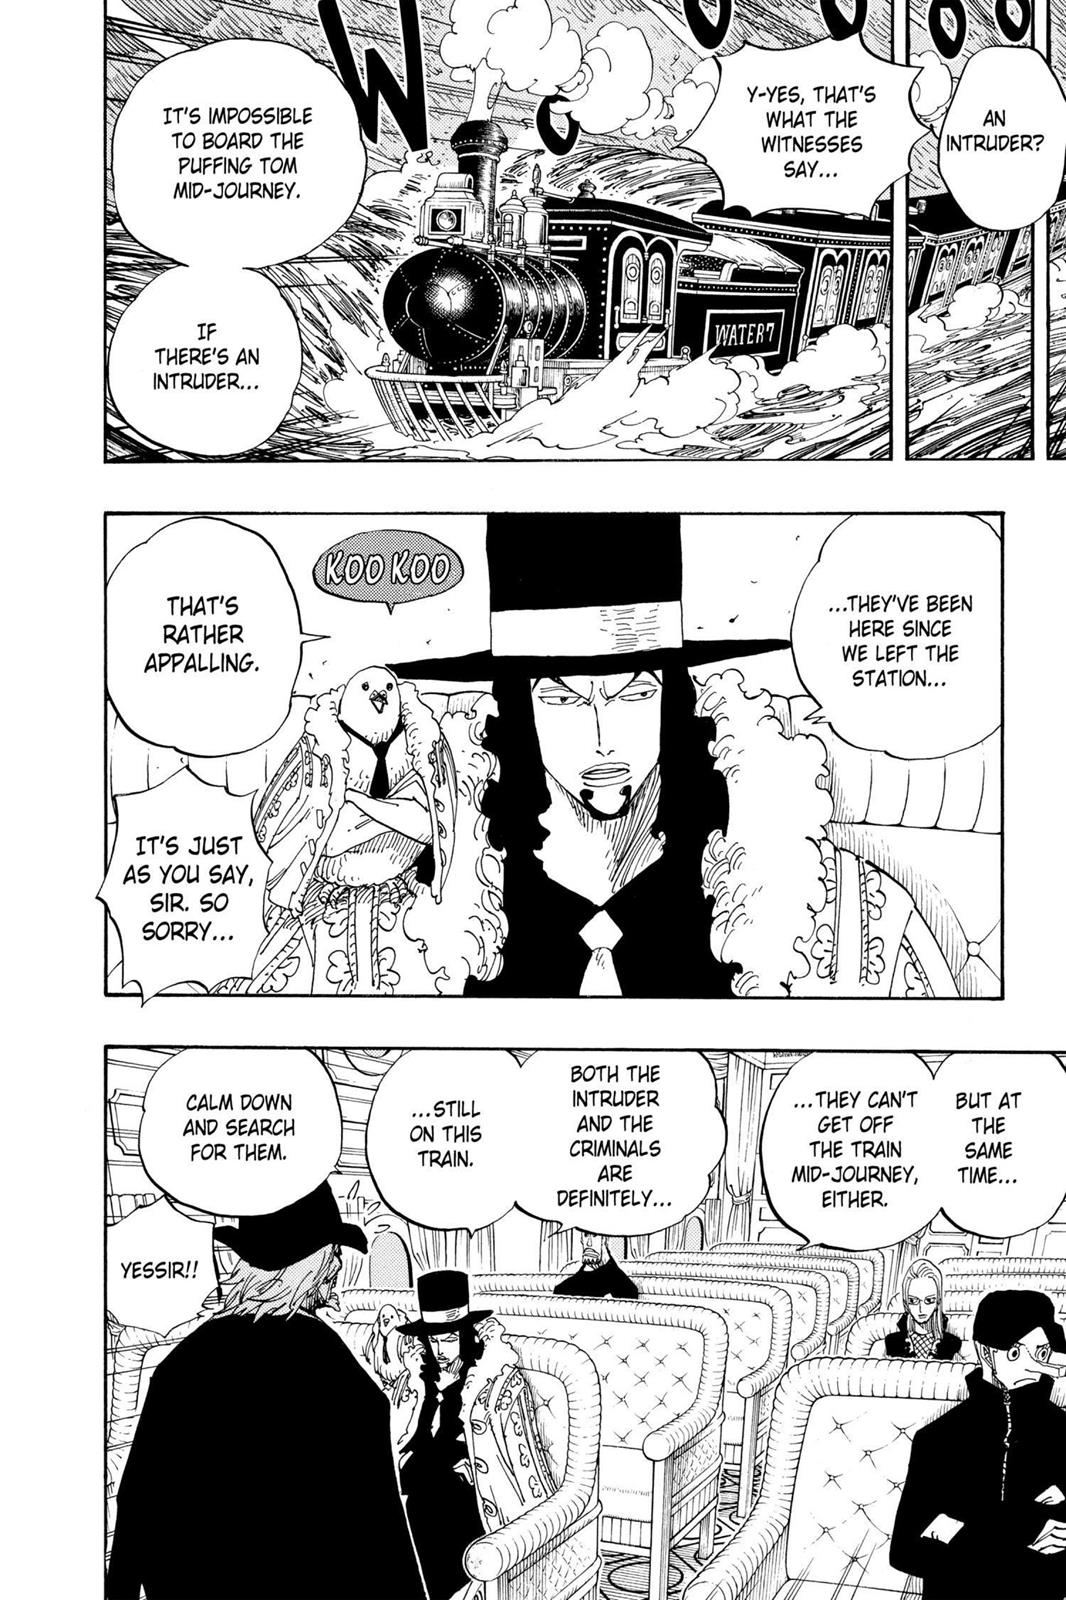 AN
INTRUDER?
Y-YES, THAT'S
WHAT THE
WITNESSES
SAY...
WOOOOO
WATER7
IT'S IMPOSSIBLE
TO BOARD THE
PUFFING TOM
MID-JOURNEY.
IF
THERE'S AN
INTRUDER...
...THEY'VE BEEN
HERE SINCE
WE LEFT THE
STATION...
KOO KOO
THAT'S
RATHER
APPALLING.
IT'S JUST
AS YOU SAY,
SIR. SO
SORRY...
BUT AT
THE
SAME
TIME...
...THEY CAN'T
GET OFF
THE TRAIN
MID-JOURNEY,
EITHER.
BOTH THE
INTRUDER
AND THE
CRIMINALS
ARE
DEFINITELY...
...STILL
ON THIS
TRAIN.
CALM DOWN
AND SEARCH
FOR THEM.
YESSIR!!